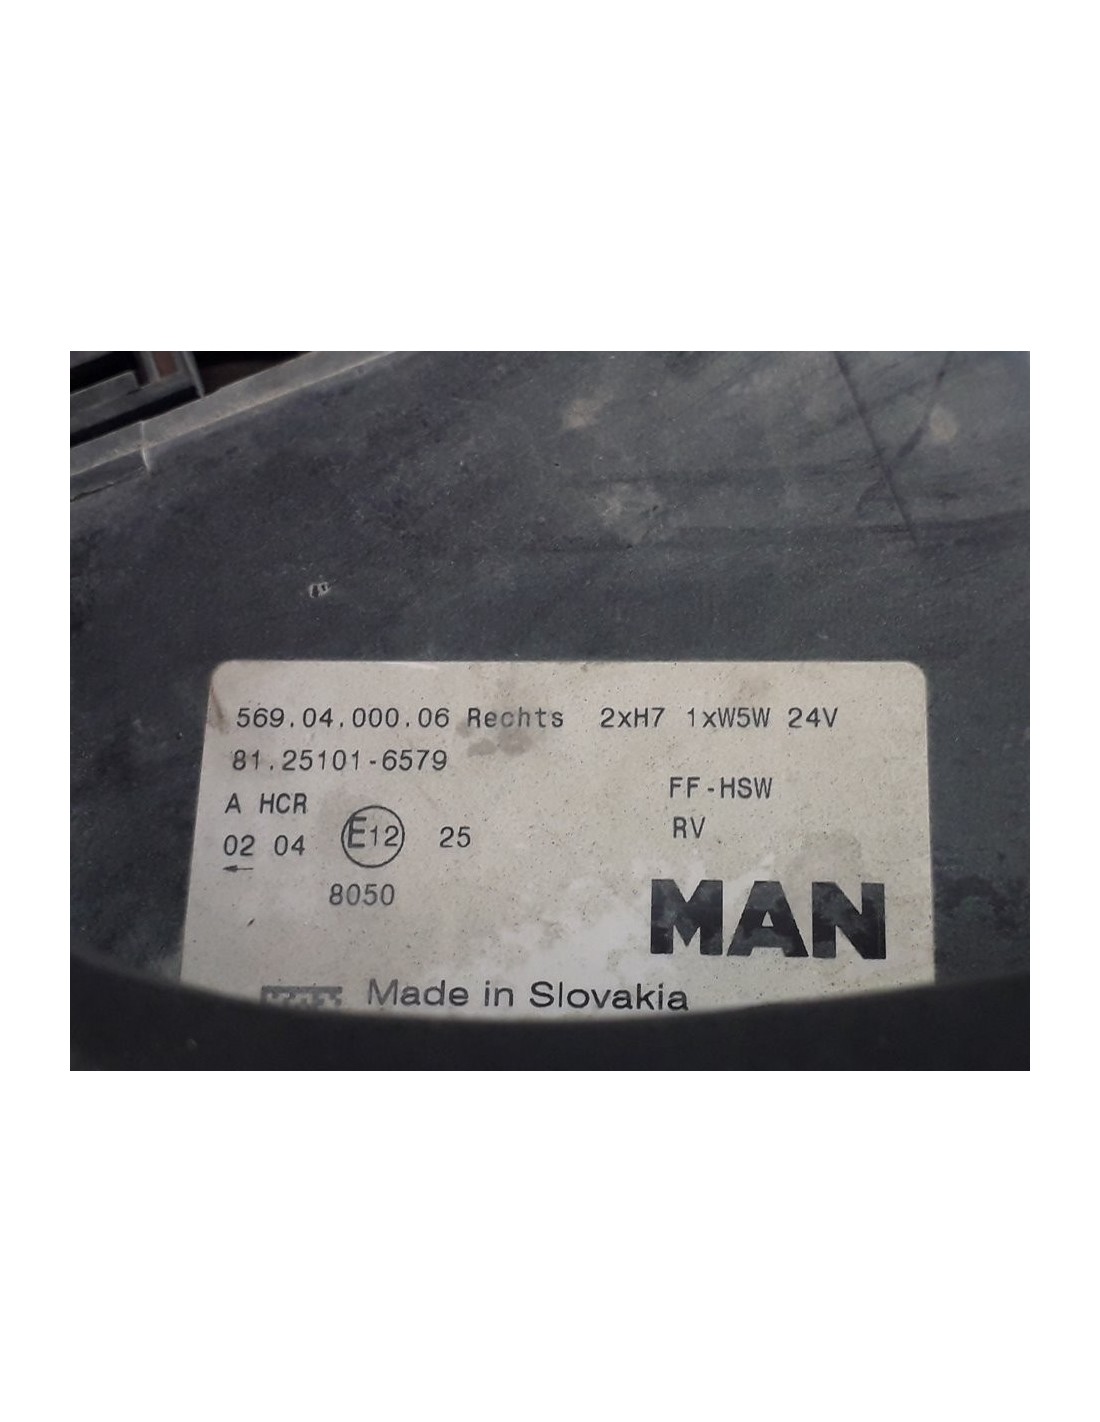 569.04.000.06 Rechts 2xH7 1xW5W 24V
81.25101-6579
FF-HSW
A HCR
RV
02 04 E12 25
8050
MAN
Made in Slovakia